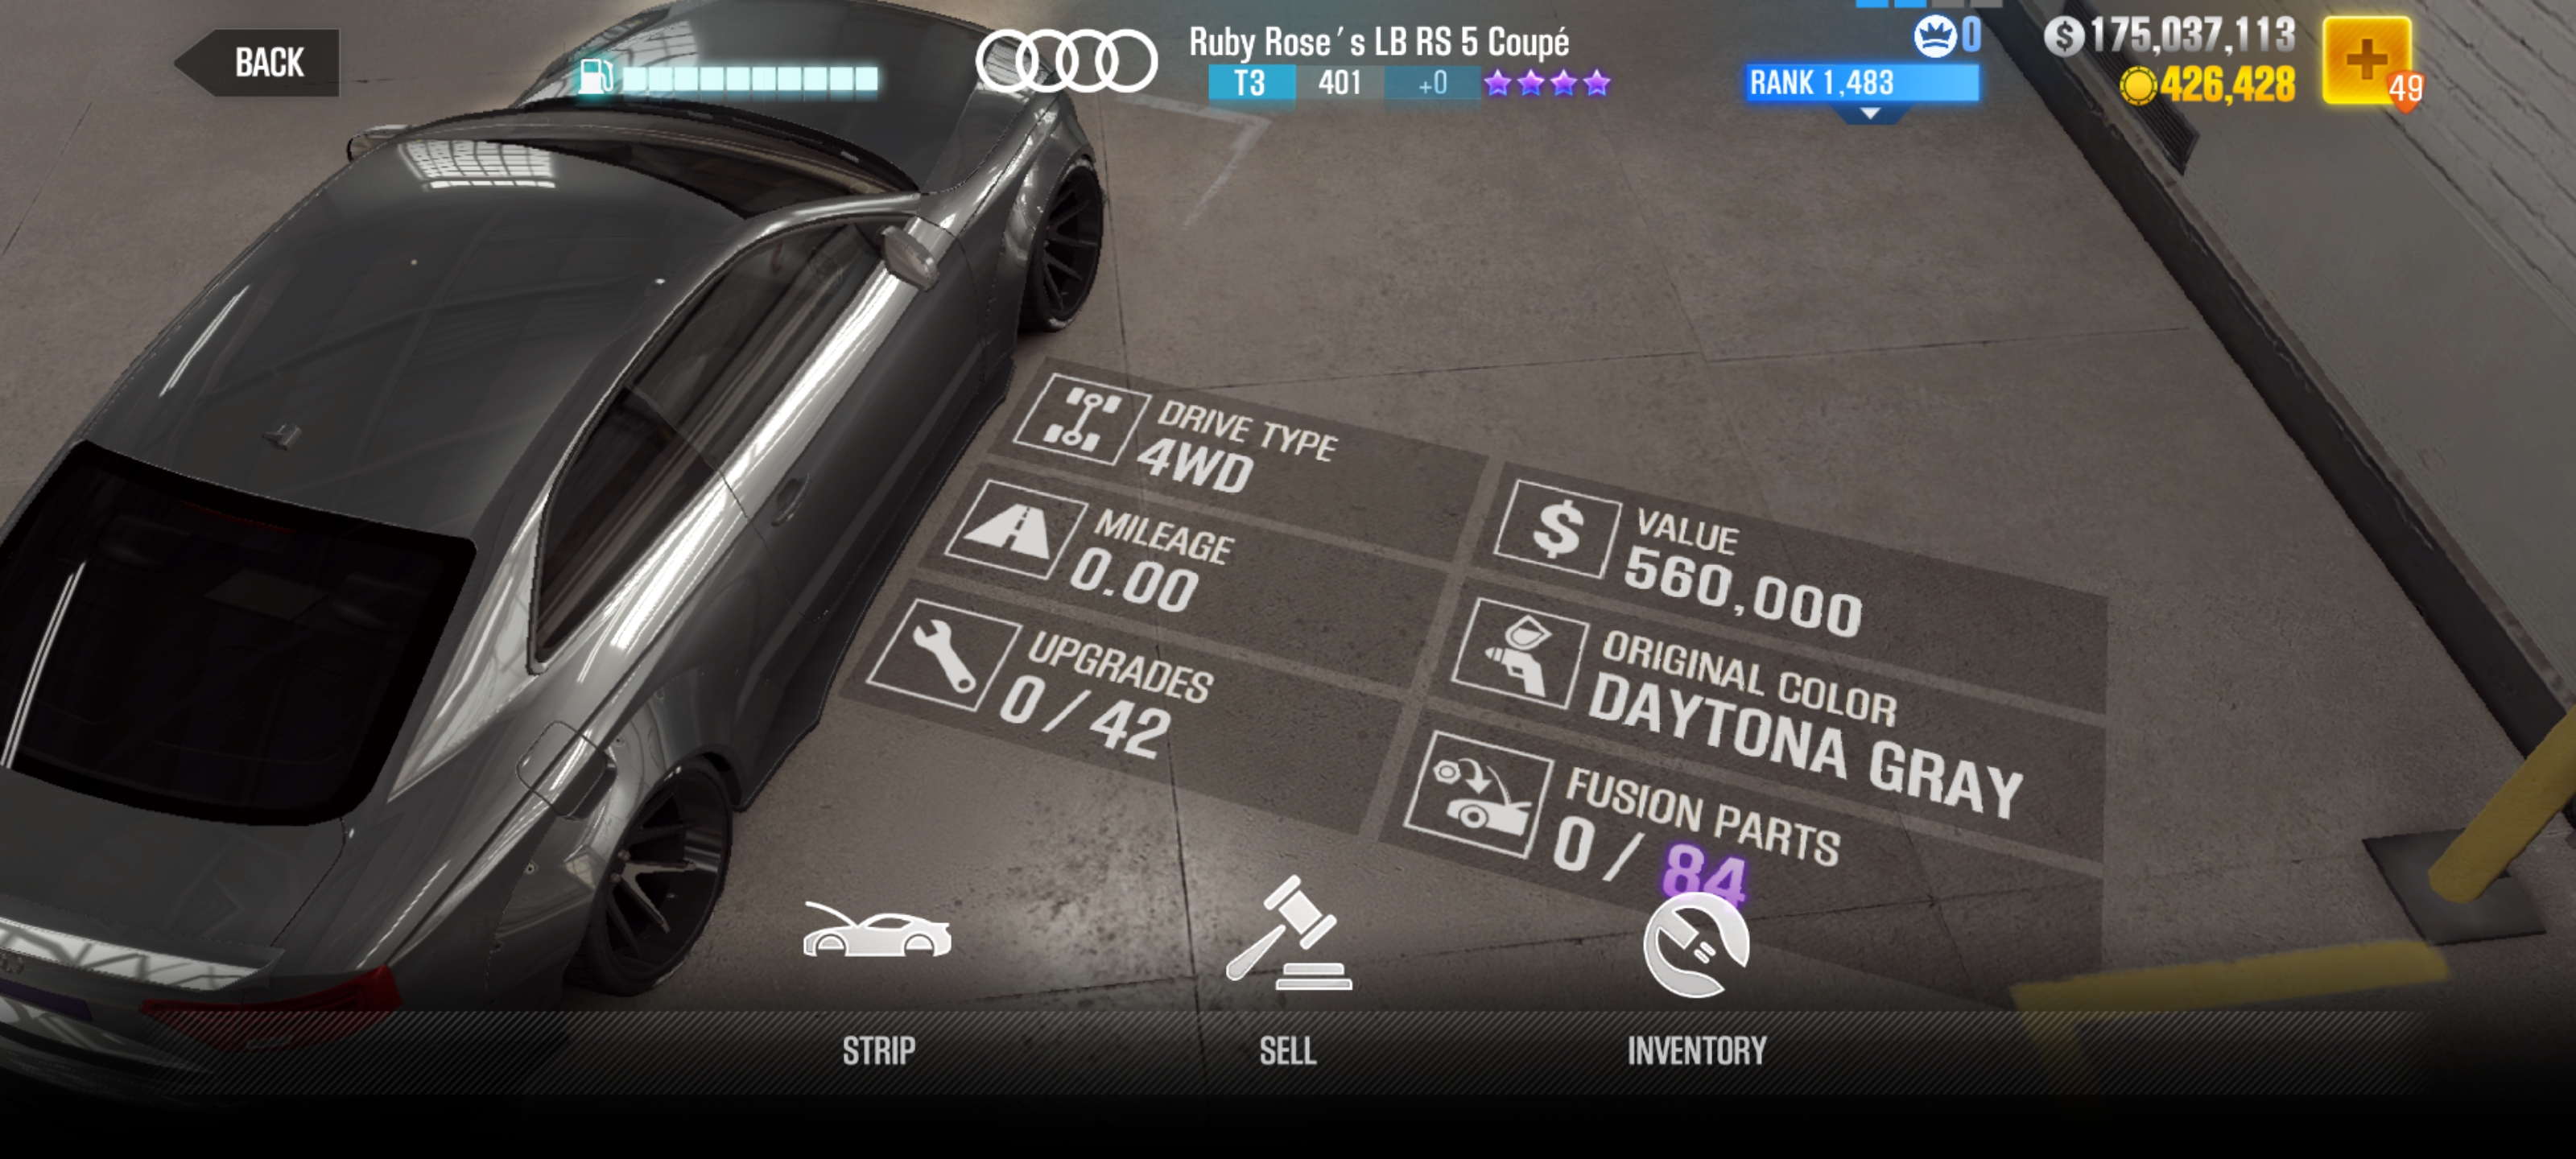 BACK
Ruby Rose´s LB RS 5 Coupé
T3 401 +0
0
RANK 1,483
175,037,113
426,428
49
DRIVE TYPE
4WD
MILEAGE
0.00
UPGRADES
0/42
$
VALUE
560,000
ORIGINAL COLOR
DAYTONA GRAY
FUSION PARTS
0/84
STRIP
SELL
INVENTORY